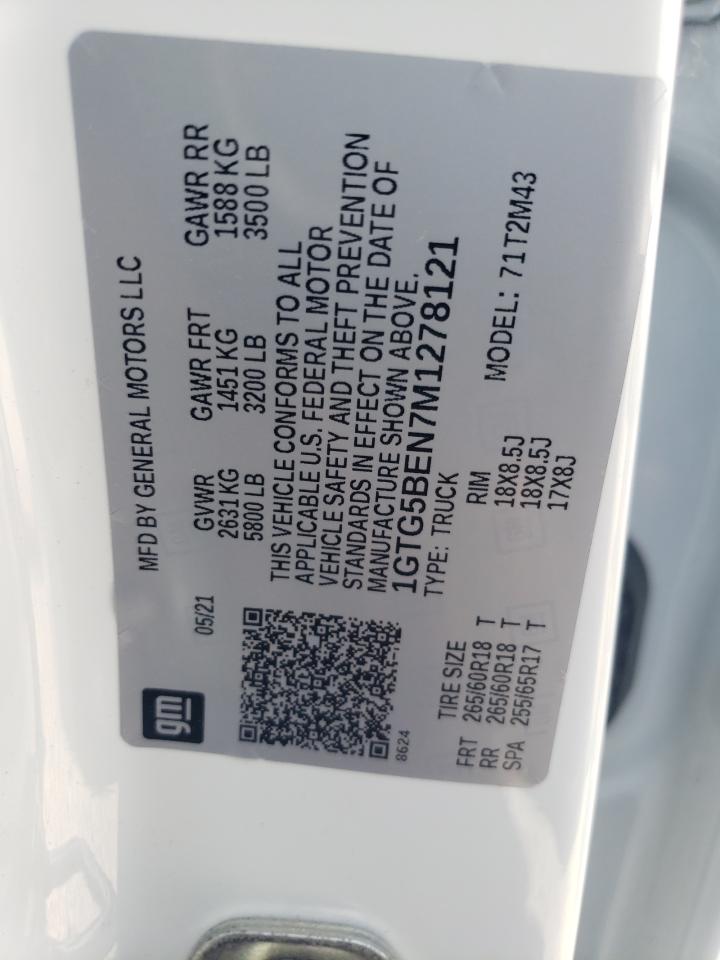 gm
05/21
MFD BY GENERAL MOTORS LLC
GVWR GAWR FRT GAWR RR
2631 KG 1451 KG 1588 KG
5800 LB 3200 LB 3500 LB
THIS VEHICLE CONFORMS TO ALL
APPLICABLE U.S. FEDERAL MOTOR
VEHICLE SAFETY AND THEFT PREVENTION
STANDARDS IN EFFECT ON THE DATE OF
MANUFACTURE SHOWN ABOVE.
1GTG5BEN7M1278121
8624
TYPE: TRUCK MODEL: 71T2M43
TIRE SIZE RIM
FRT 265/60R18 T 18X8.5J
RR 265/60R18 T 18X8.5J
SPA 255/65R17 T 17X8J